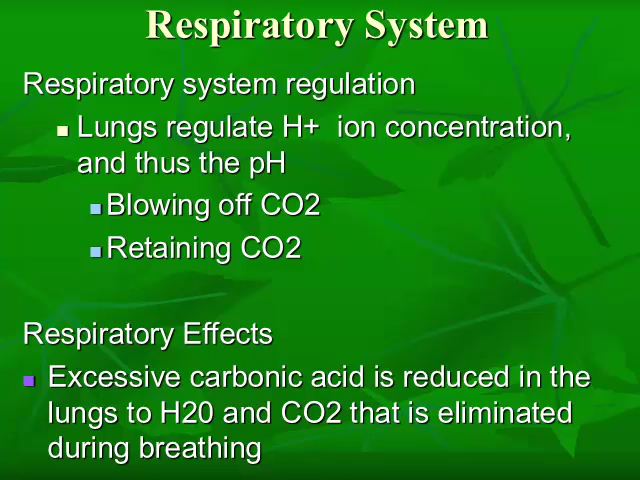 Respiratory System
Respiratory system regulation
Lungs regulate H+ ion concentration,
and thus the pH
Blowing off CO2
Retaining CO2
Respiratory Effects
Excessive carbonic acid is reduced in the
lungs to H20 and CO2 that is eliminated
during breathing